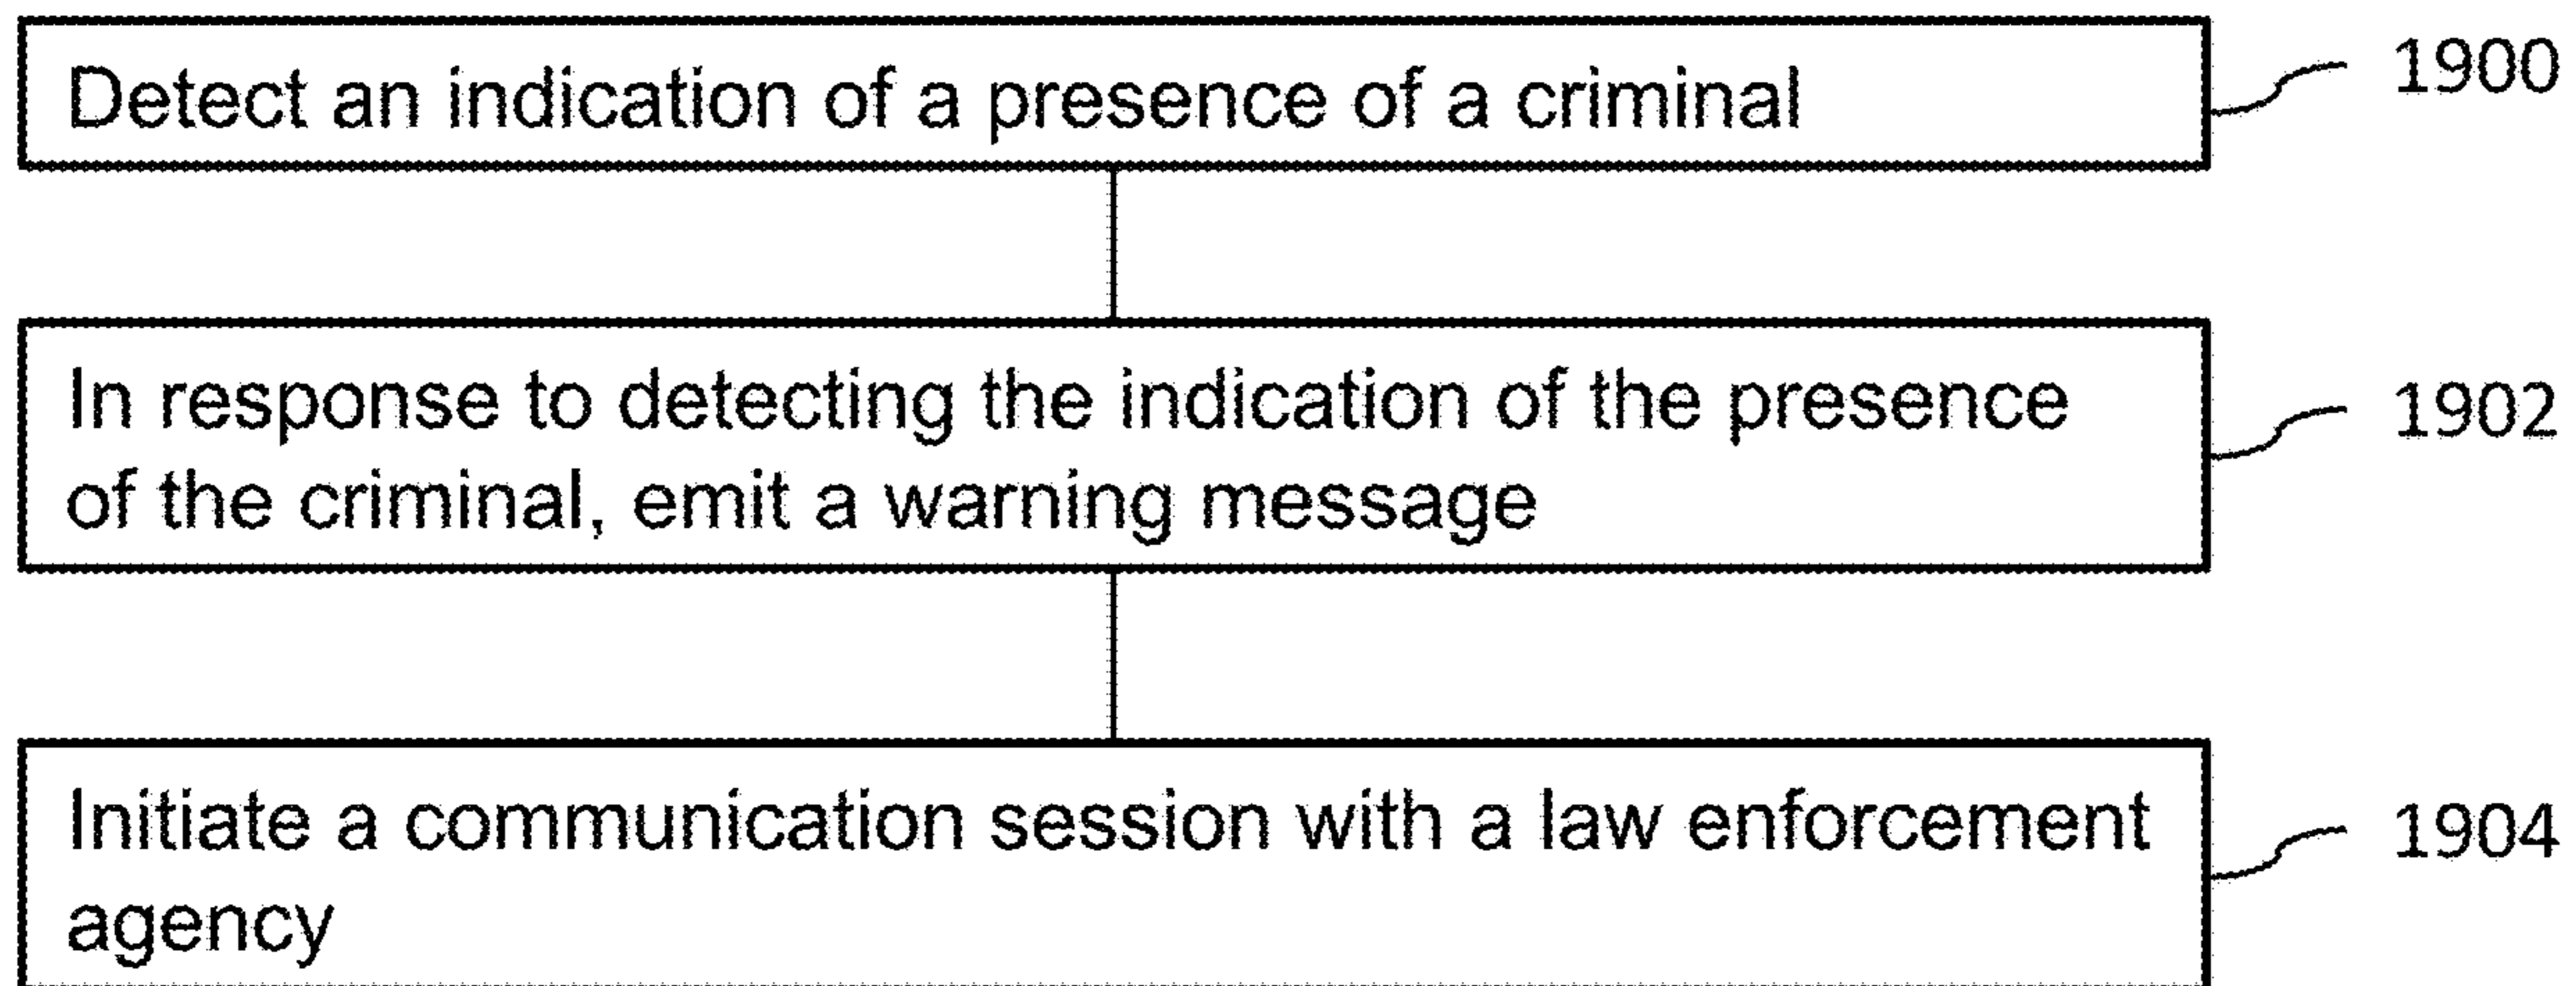 Detect an indication of a presence of a criminal
1900
In response to detecting the indication of the presence
of the criminal, emit a warning message
1902
Initiate a communication session with a law enforcement
agency
1904